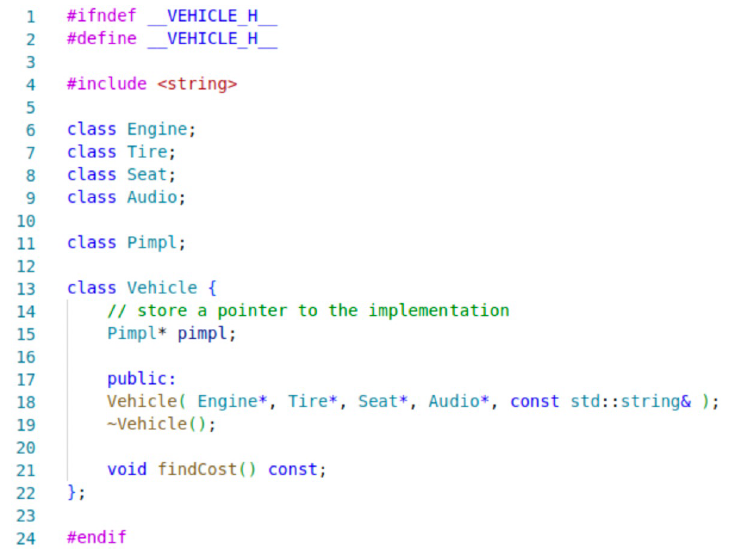 1 #ifndef __VEHICLE_H__
2 #define __VEHICLE_H__
3
4 #include <string>
5
6 class Engine;
7 class Tire;
8 class Seat;
9 class Audio;
10
11 class Pimpl;
12
13 class Vehicle {
14     // store a pointer to the implementation
15     Pimpl* pimpl;
16
17     public:
18     Vehicle( Engine*, Tire*, Seat*, Audio*, const std::string& );
19     ~Vehicle();
20
21     void findCost() const;
22 };
23
24 #endif